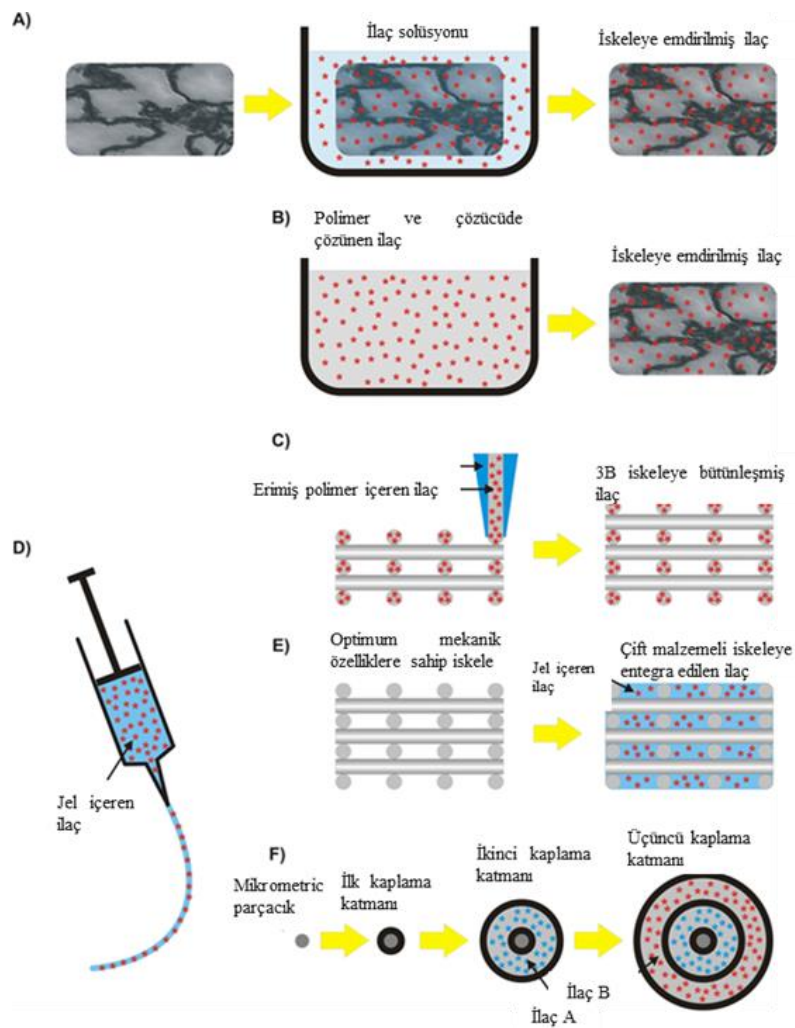 A)
İlaç solüsyonu
İskeleye emdirilmiş ilaç
B)
Polimer ve çözücüde
çözünen ilaç
İskeleye emdirilmiş ilaç
C)
Erimiş polimer içeren ilaç
3B iskeleye bütünleşmiş
ilaç
D)
Jel içeren
ilaç
E)
Optimum mekanik
özelliklere sahip iskele
Jel içeren
ilaç
Çift malzemeli iskeleye
entegra edilen ilaç
F)
Mikrometric
parçacık
İlk kaplama
katmanı
İkinci kaplama
katmanı
Üçüncü kaplama
katmanı
İlaç B
İlaç A